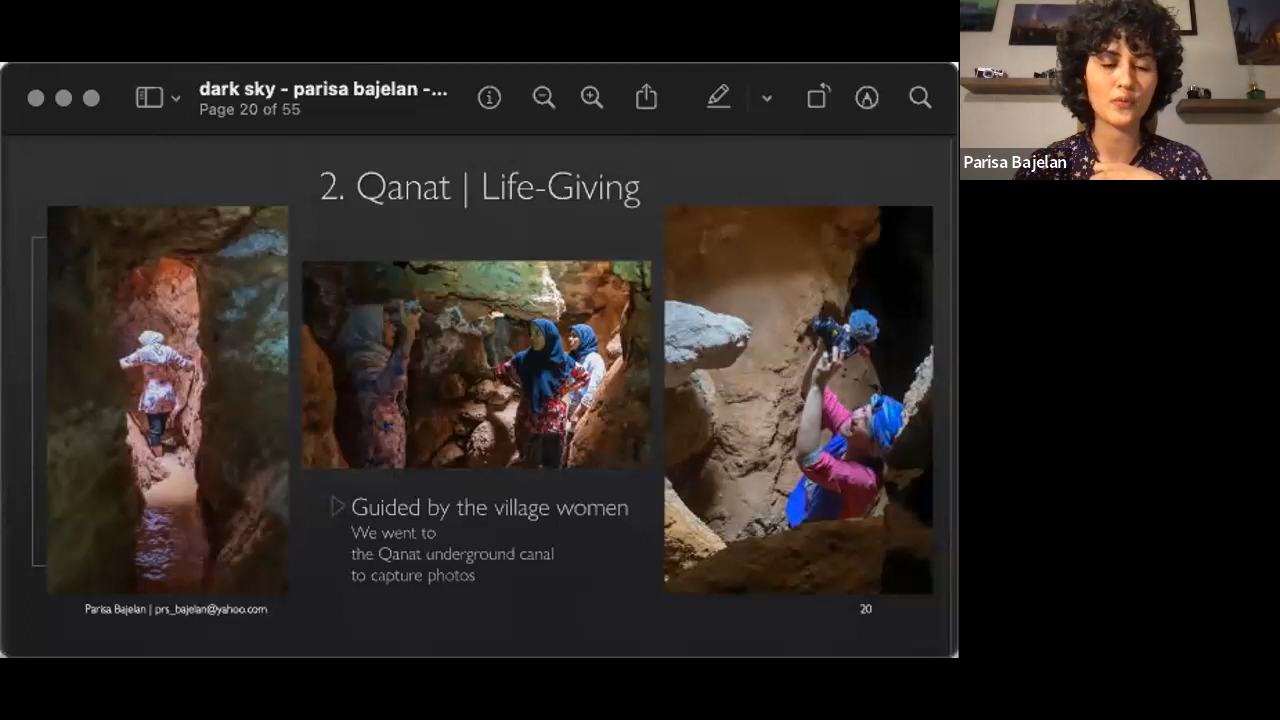 dark sky - parisa bajelan -...
Page 20 of 55
Parisa Bajelan
2. Qanat | Life-Giving
Guided by the village women
We went to
the Qanat underground canal
to capture photos
Parisa Bajelan | prs_bajelan@yahoo.com
20